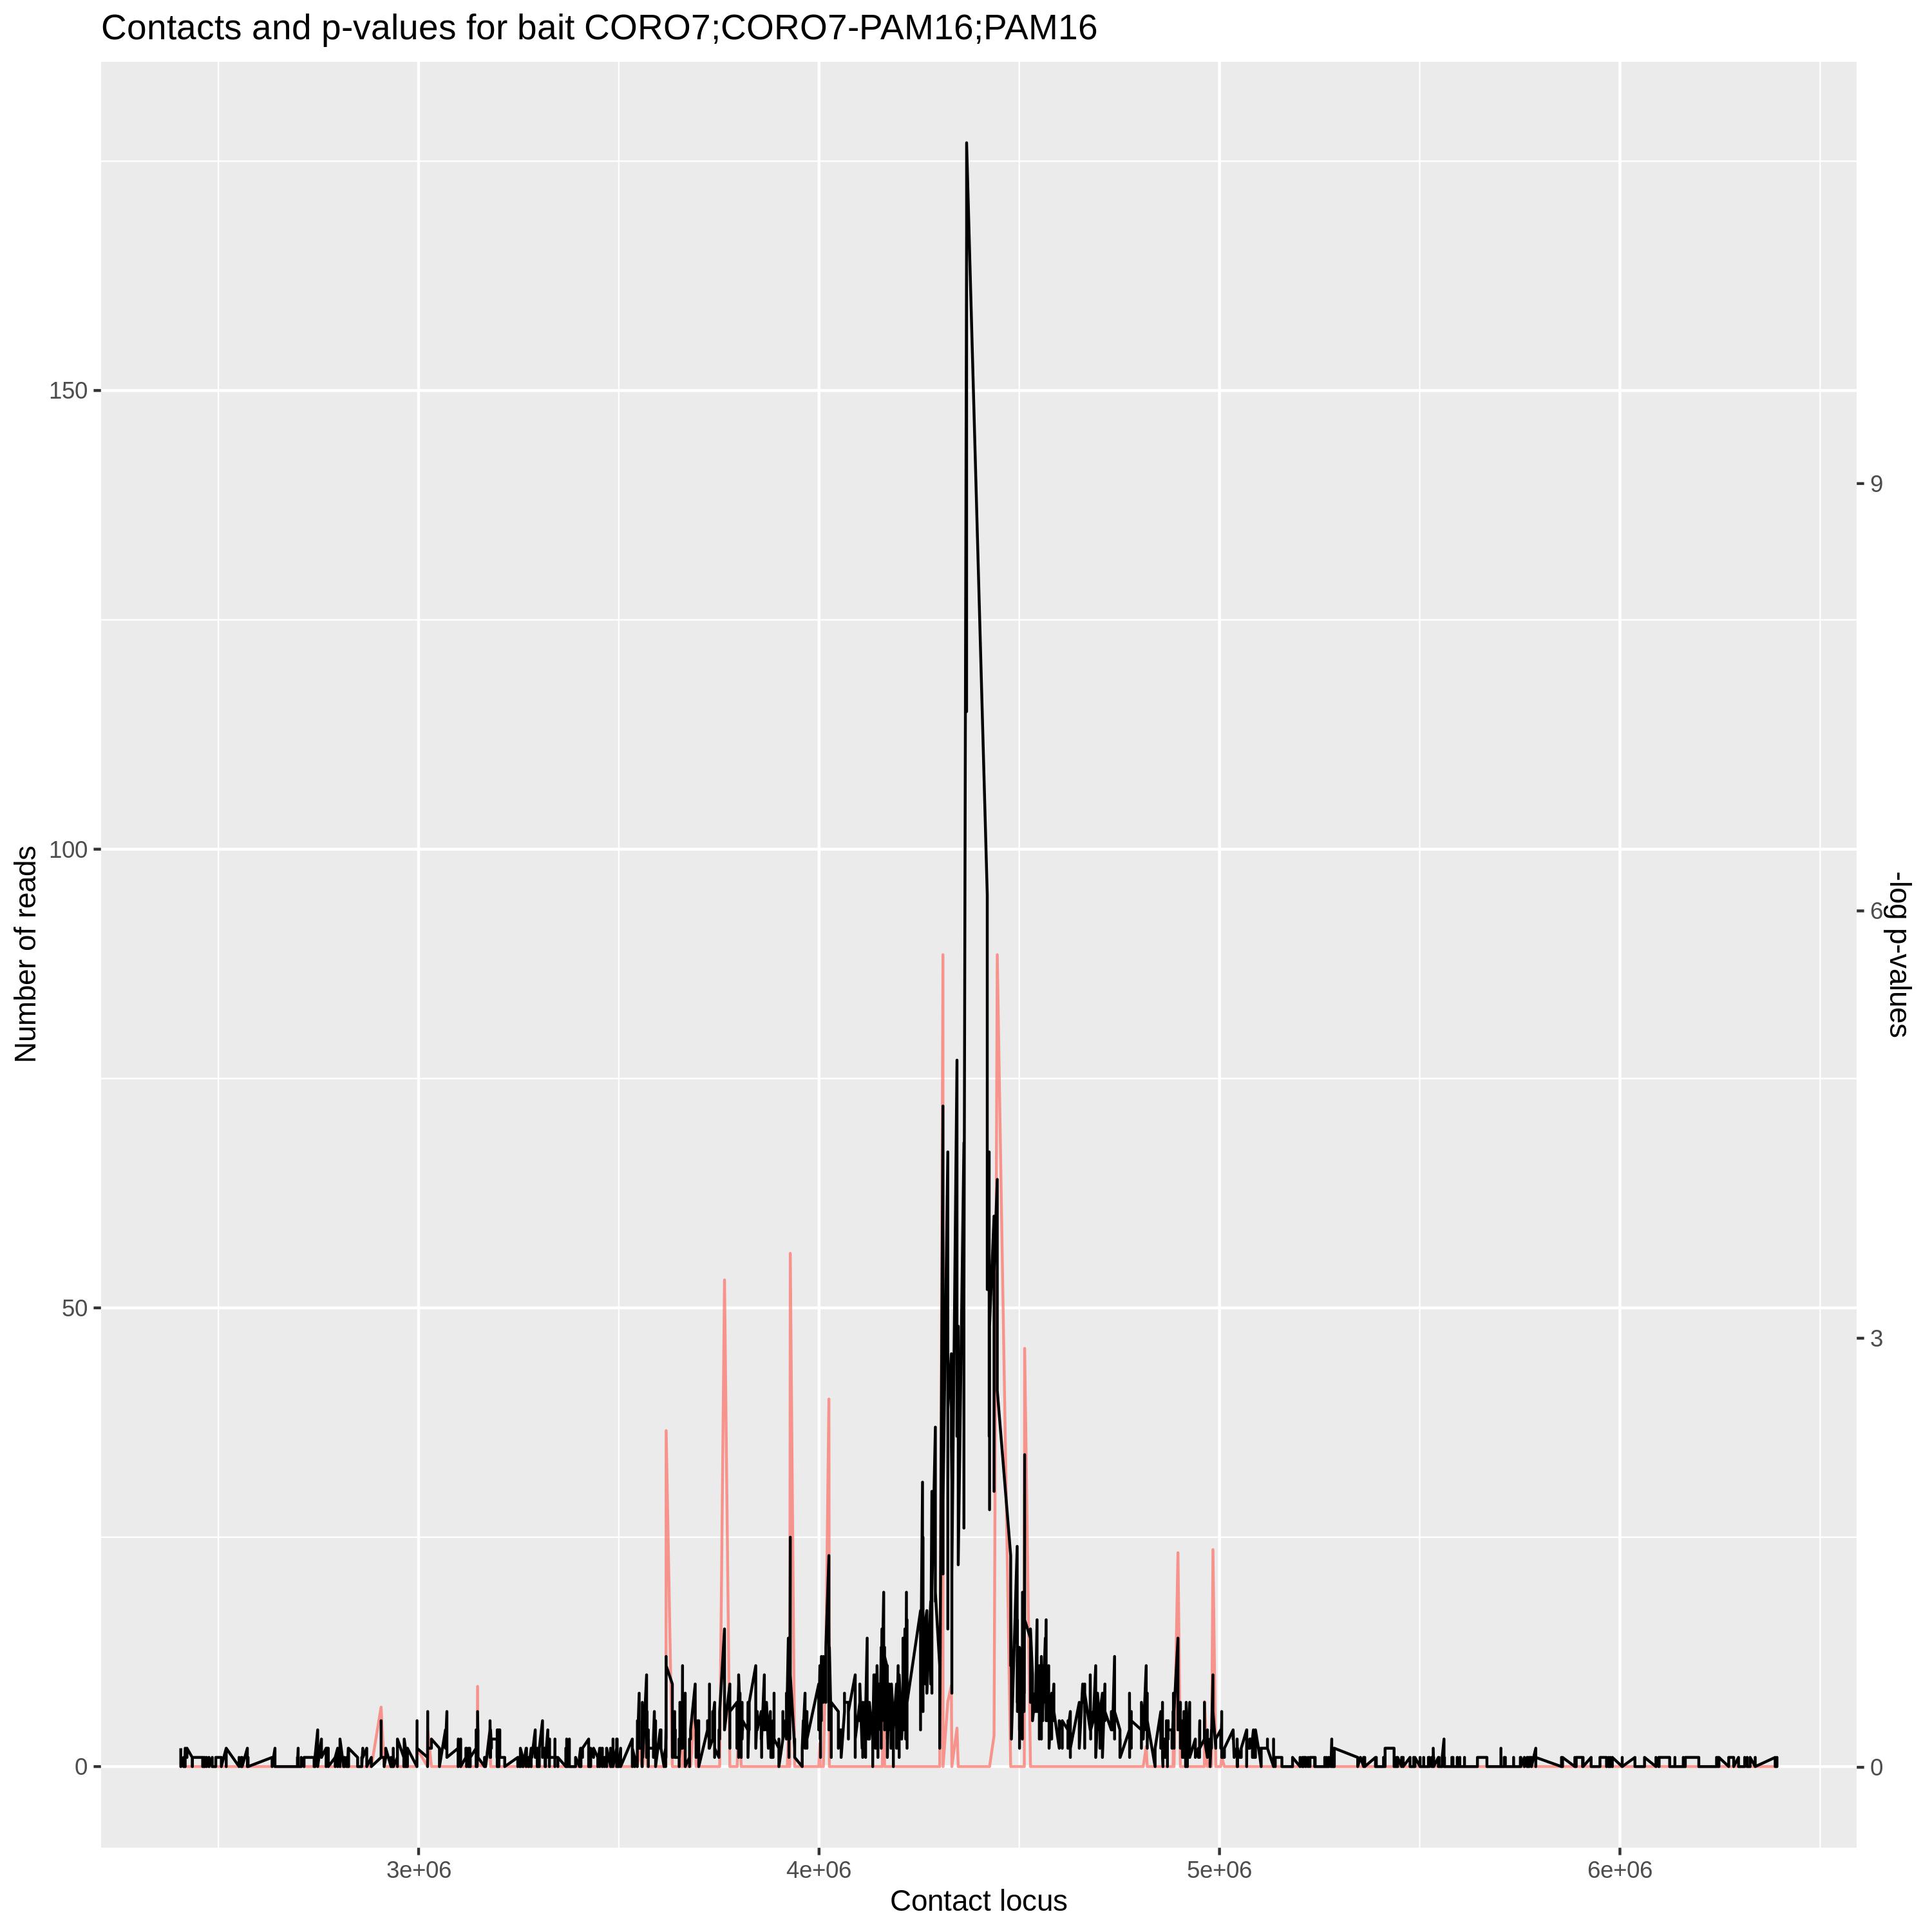 Contacts and p-values for bait CORO7;CORO7-PAM16;PAM16
Number of reads
150
100
50
0
9
6
3
0
-log p-values
3e+06
4e+06
5e+06
6e+06
Contact locus